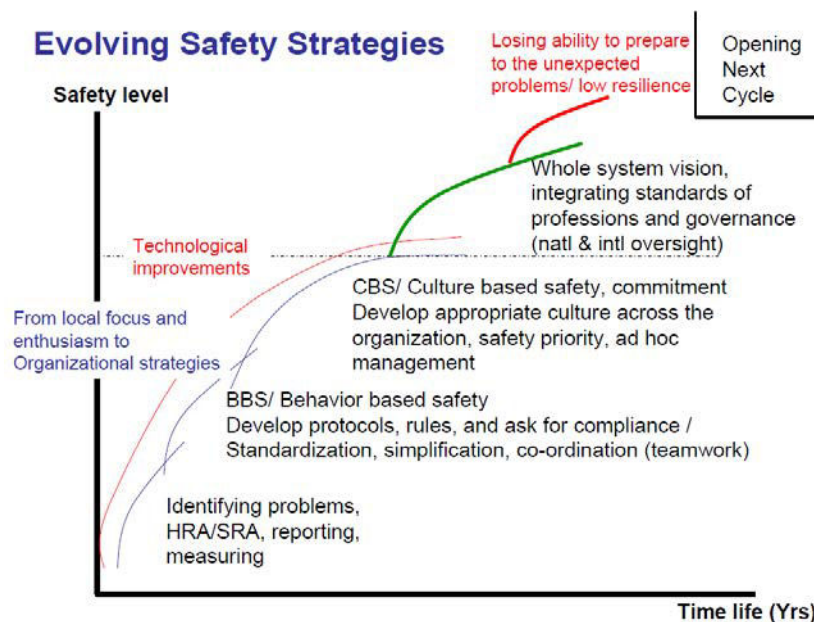 Evolving Safety Strategies
Losing ability to prepare
to the unexpected
problems/ low resilience
Opening
Next
Cycle
Safety level
Whole system vision,
integrating standards of
professions and governance
(natl & intl oversight)
Technological
improvements
CBS/ Culture based safety, commitment
Develop appropriate culture across the
organization, safety priority, ad hoc
management
From local focus and
enthusiasm to
Organizational strategies
BBS/ Behavior based safety
Develop protocols, rules, and ask for compliance /
Standardization, simplification, co-ordination (teamwork)
Identifying problems,
HRA/SRA, reporting,
measuring
Time life (Yrs)